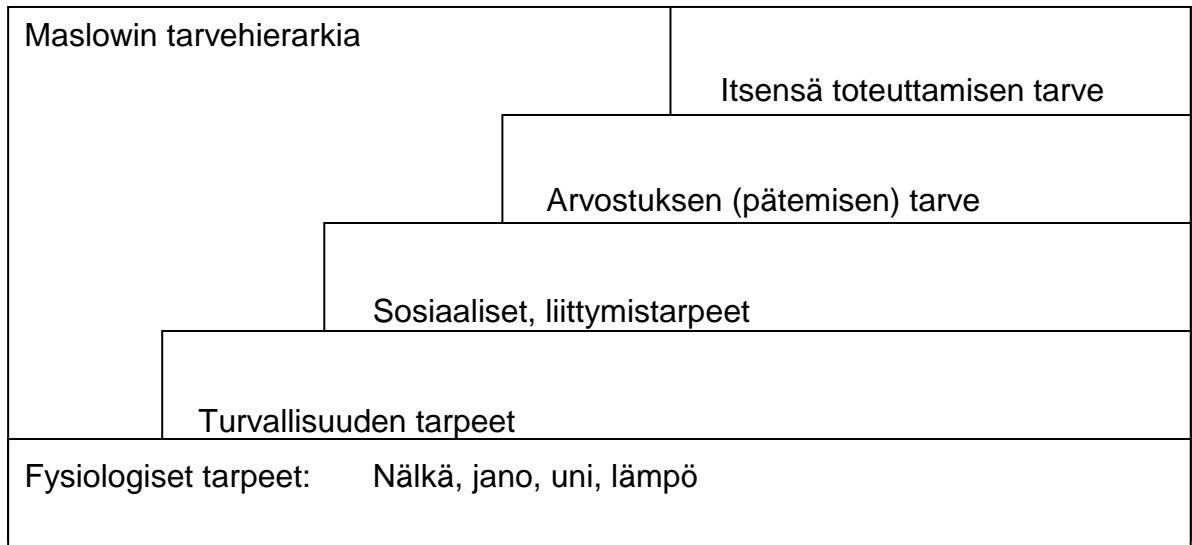 Maslowin tarvehierarkia
Itsensä toteuttamisen tarve
Arvostuksen (pätemisen) tarve
Sosiaaliset, liittymistarpeet
Turvallisuuden tarpeet
Fysiologiset tarpeet: Nälkä, jano, uni, lämpö